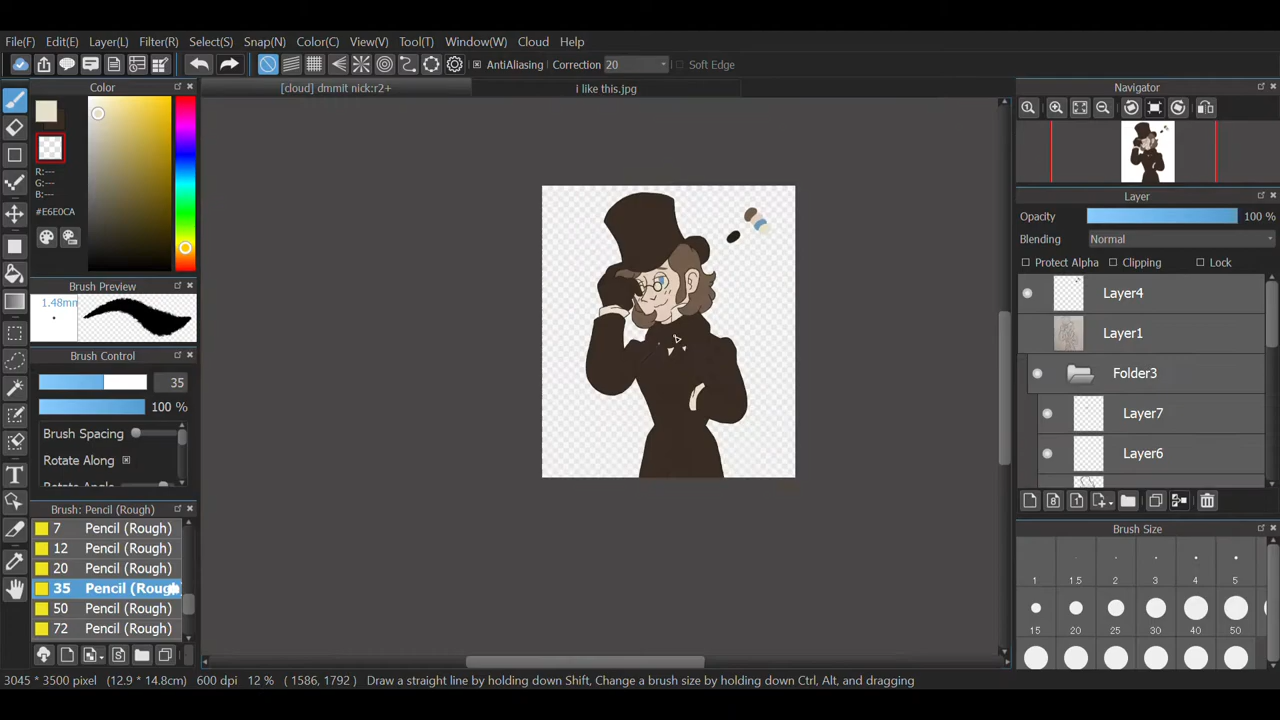 File(F) Edit(E) Layer(L) Filter(R) Select(S) Snap(N) Color(C) View(V) Tool(T) Window(W) Cloud Help
AntiAliasing Correction 20 Soft Edge
Color
[cloud] dmmit nick:r2+
i like this.jpg
Navigator
R:---
G:---
B:---
#E6E0CA
Brush Preview
1.48mm
Brush Control
35
100 %
Brush Spacing
Rotate Along
Rotate Angle
Brush: Pencil (Rough)
7 Pencil (Rough)
12 Pencil (Rough)
20 Pencil (Rough)
35 Pencil (Rough
50 Pencil (Rough)
72 Pencil (Rough)
Layer
Opacity 100 %
Blending Normal
Protect Alpha Clipping Lock
Layer4
Layer1
Folder3
Layer7
Layer6
Brush Size
1 1.5 2 3 4 5
15 20 25 30 40 50
3045 * 3500 pixel (12.9 * 14.8cm) 600 dpi 12 % ( 1586, 1792 ) Draw a straight line by holding down Shift, Change a brush size by holding down Ctrl, Alt, and dragging